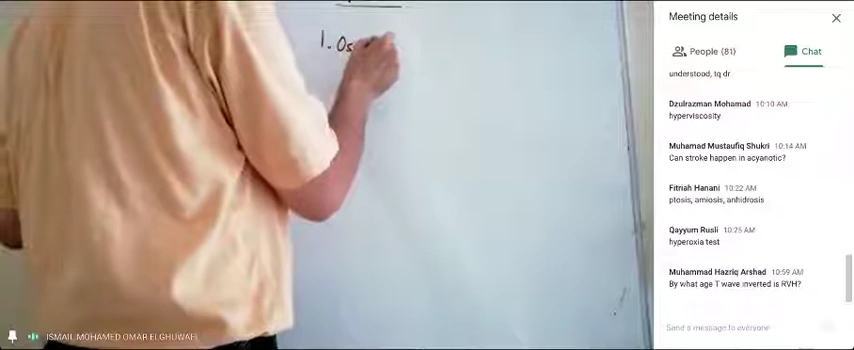 1. Os
Meeting details
People (81)
Chat
understood, tq dr
Dzulrazman Mohamad 10:10 AM
hyperviscosity
Muhamad Mustaufiq Shukri 10:14 AM
Can stroke happen in acyanotic?
Fitriah Hanani 10:22 AM
ptosis, amiosis, anhidrosis
Qayyum Rusli 10:25 AM
hyperoxia test
Muhammad Hazriq Arshad 10:59 AM
By what age T wave inverted is RVH?
Send a message to everyone
ISMAIL MOHAMED OMAR ELGHUWAEL